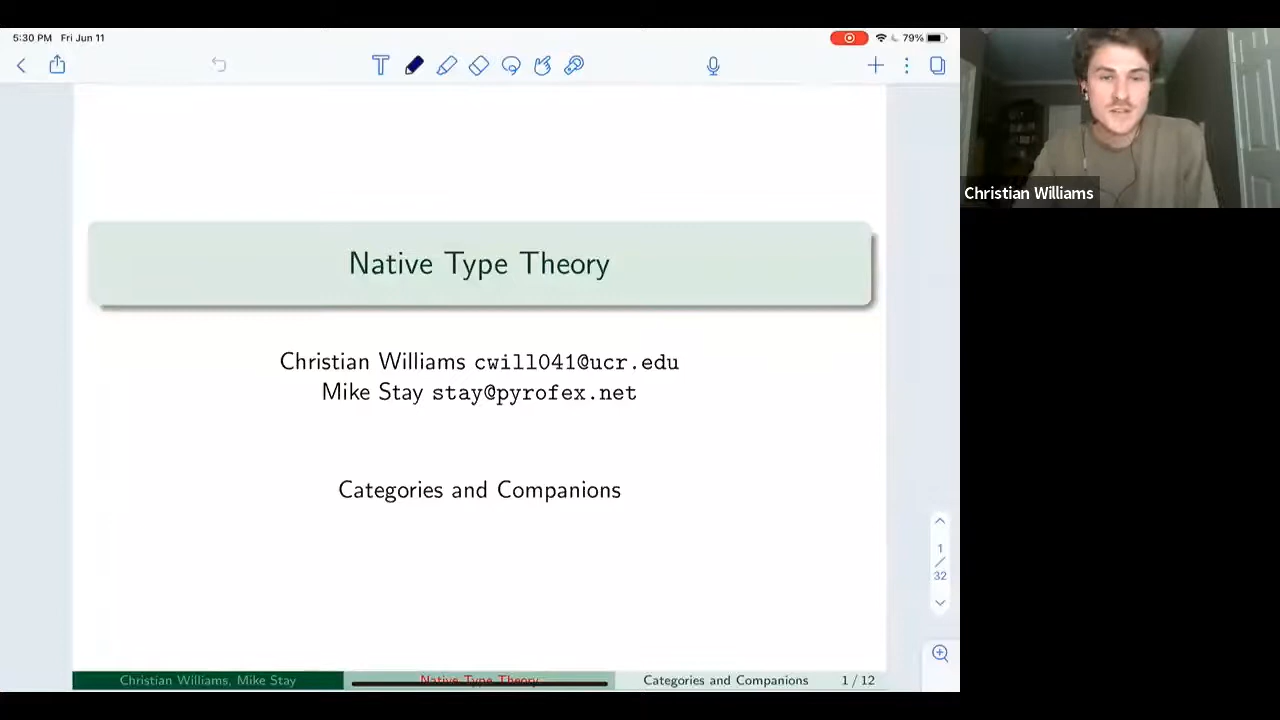 5:30 PM Fri Jun 11
79%
Christian Williams
Native Type Theory
Christian Williams cwill041@ucr.edu
Mike Stay stay@pyrofex.net
Categories and Companions
1
/
32
Christian Williams, Mike Stay
Native Type Theory
Categories and Companions
1 / 12